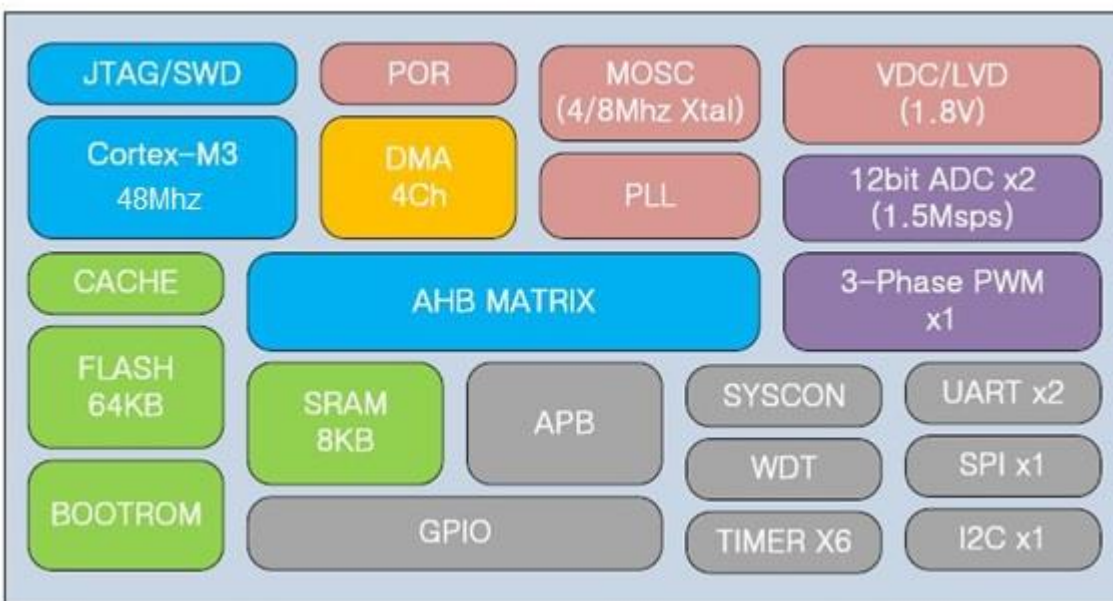 JTAG/SWD
POR
MOSC
(4/8Mhz Xtal)
VDC/LVD
(1.8V)
Cortex-M3
48Mhz
DMA
4Ch
PLL
12bit ADC x2
(1.5Msps)
CACHE
AHB MATRIX
3-Phase PWM
x1
FLASH
64KB
SRAM
8KB
APB
SYSCON
UART x2
WDT
SPI x1
BOOTROM
GPIO
TIMER X6
I2C x1